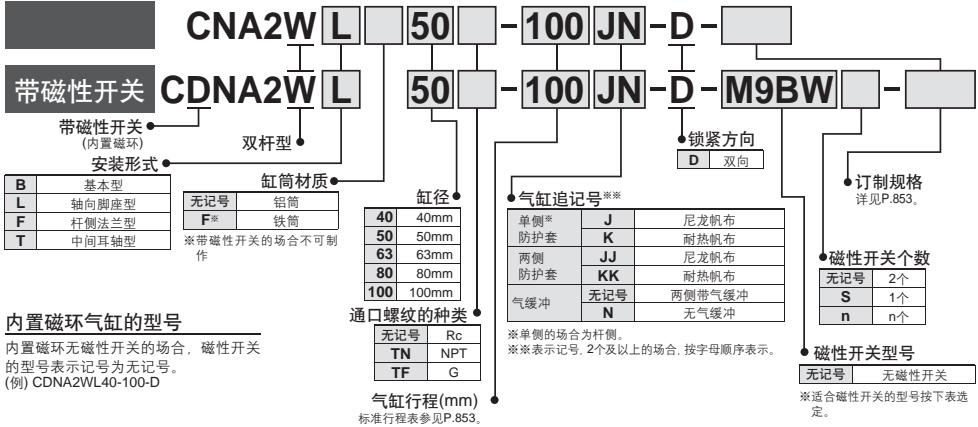 CNA2W L 50 - 100 JN - D -
带磁性开关 CDNA2W L 50 - 100 JN - D - M9BW -
带磁性开关
(内置磁环)
双杆型
安装形式
B 基本型
L 轴向脚座型
F 杆侧法兰型
T 中间耳轴型
缸筒材质
无记号 铝筒
F※ 铁筒
※带磁性开关的场合不可制
作
缸径
40 40mm
50 50mm
63 63mm
80 80mm
100 100mm
通口螺纹的种类
无记号 Rc
TN NPT
TF G
气缸行程(mm)
标准行程表参见P.853。
气缸追记号※※
单侧※
防护套
J 尼龙帆布
K 耐热帆布
两侧
防护套
JJ 尼龙帆布
KK 耐热帆布
气缓冲
无记号 两侧带气缓冲
N 无气缓冲
※单侧的场合为杆侧。
※※表示记号, 2个及以上的场合, 按字母顺序表示。
锁紧方向
D 双向
订制规格
详见P.853。
磁性开关个数
无记号 2个
S 1个
n n个
磁性开关型号
无记号 无磁性开关
※适合磁性开关的型号按下表选
定。
内置磁环气缸的型号
内置磁环无磁性开关的场合, 磁性开关
的型号表示记号为无记号。
(例) CDNA2WL40-100-D